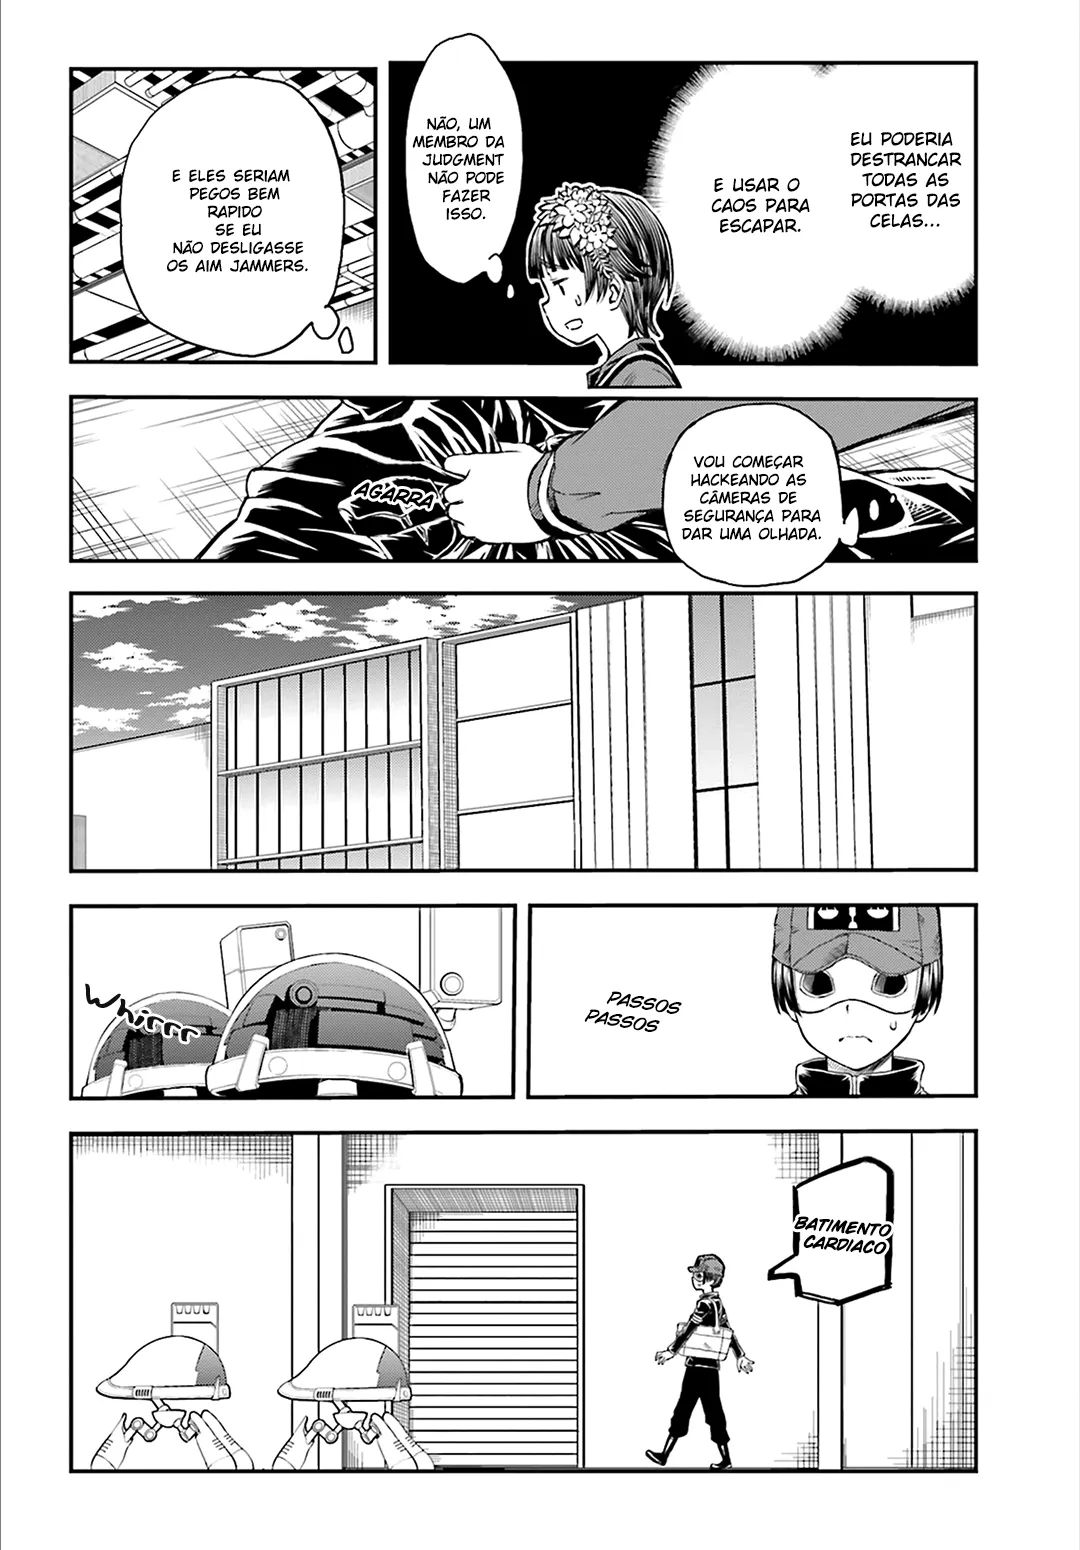 EU PODERIA
DESTRANCAR
TODAS AS
PORTAS DAS
CELAS...
E USAR O
CAOS PARA
ESCAPAR.
NÃO, UM
MEMBRO DA
JUDGMENT
NÃO PODE
FAZER
ISSO.
E ELES SERIAM
PEGOS BEM
RAPIDO
SE EU
NÃO DESLIGASSE
OS AIM JAMMERS.
VOU COMEÇAR
HACKEANDO AS
CÂMERAS DE
SEGURANÇA PARA
DAR UMA OLHADA.
AGARRA
PASSOS
PASSOS
Whirrr
BATIMENTO
CARDIACO